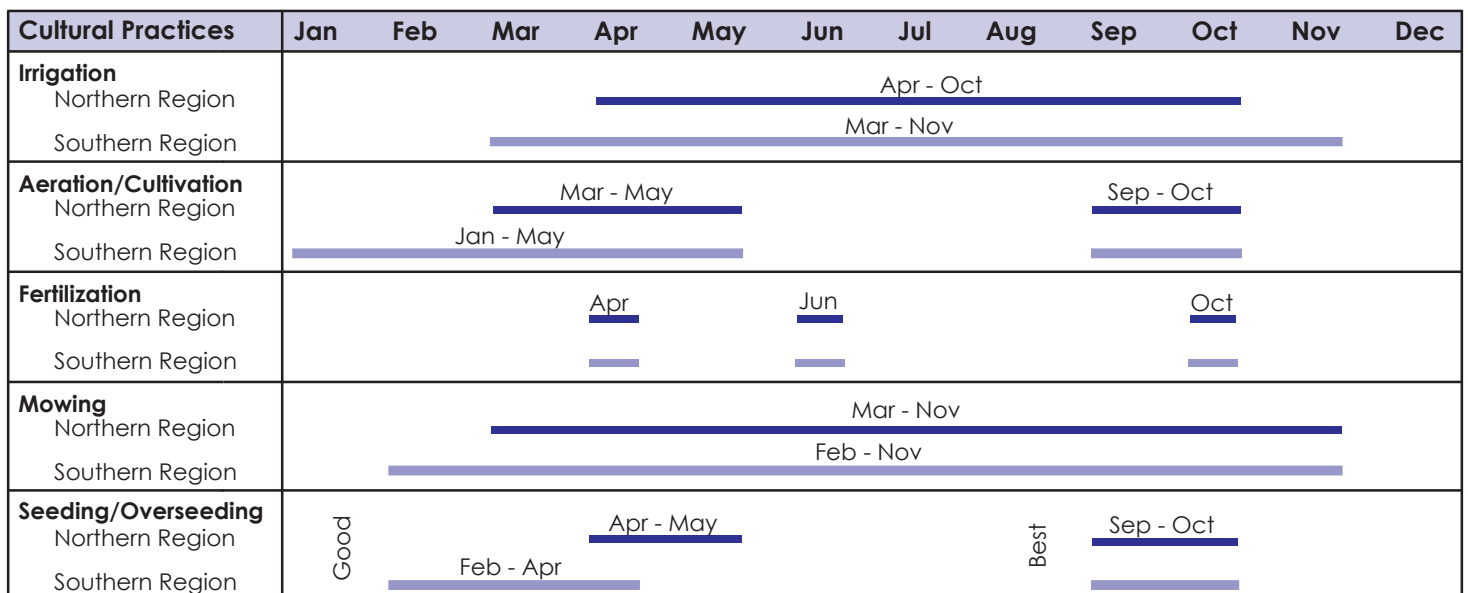 Cultural Practices Jan Feb Mar Apr May Jun Jul Aug Sep Oct Nov Dec
Irrigation
Northern Region Apr - Oct
Southern Region Mar - Nov
Aeration/Cultivation
Northern Region Mar - May Sep - Oct
Southern Region Jan - May
Fertilization
Northern Region Apr Jun Oct
Southern Region
Mowing
Northern Region Mar - Nov
Southern Region Feb - Nov
Seeding/Overseeding
Northern Region Good Apr - May Best Sep - Oct
Southern Region Feb - Apr